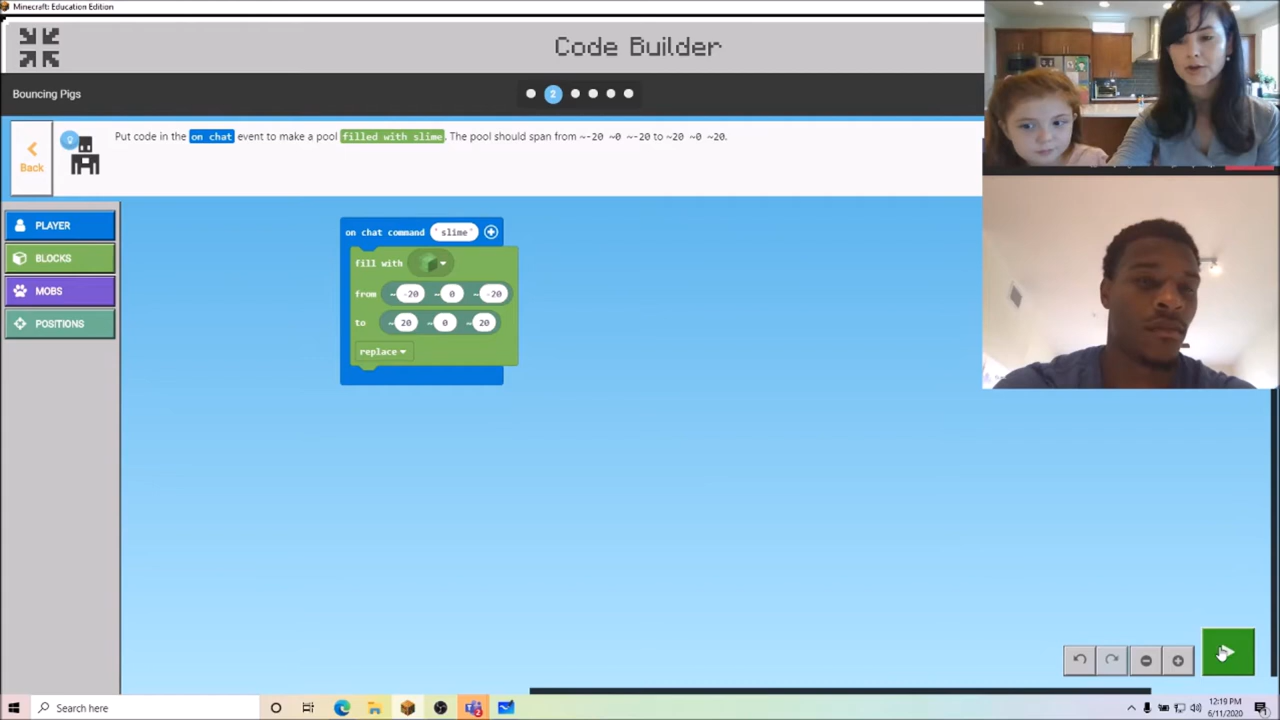 Minecraft: Education Edition
Code Builder
Bouncing Pigs
2
Back
Put code in the on chat event to make a pool filled with slime. The pool should span from ~-20 ~0 ~-20 to ~20 ~0 ~20.
PLAYER
BLOCKS
MOBS
POSITIONS
on chat command "slime"
fill with
from ~ -20 ~ 0 ~ -20
to ~ 20 ~ 0 ~ 20
replace
Search here
12:19 PM
6/11/2020